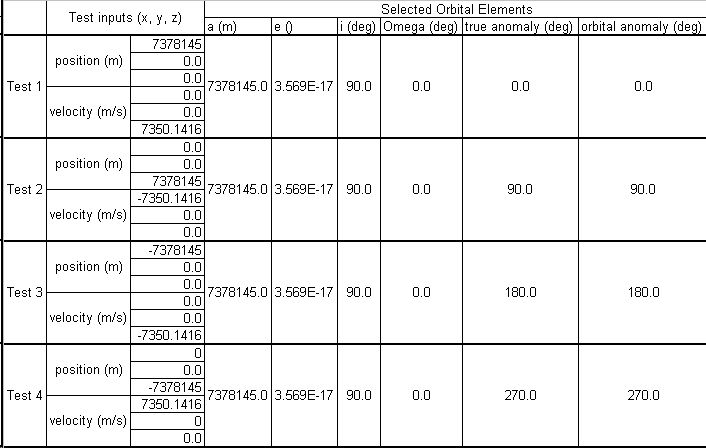 Test inputs (x, y, z)
Selected Orbital Elements
a (m) e () i (deg) Omega (deg) true anomaly (deg) orbital anomaly (deg)
Test 1
position (m)
7378145
0.0
0.0
velocity (m/s)
0.0
0.0
7350.1416
7378145.0 3.569E-17 90.0 0.0 0.0 0.0
Test 2
position (m)
0.0
0.0
7378145
velocity (m/s)
-7350.1416
0.0
0.0
7378145.0 3.569E-17 90.0 0.0 90.0 90.0
Test 3
position (m)
-7378145
0.0
0.0
velocity (m/s)
0.0
0.0
-7350.1416
7378145.0 3.569E-17 90.0 0.0 180.0 180.0
Test 4
position (m)
0
0.0
-7378145
velocity (m/s)
7350.1416
0
0.0
7378145.0 3.569E-17 90.0 0.0 270.0 270.0